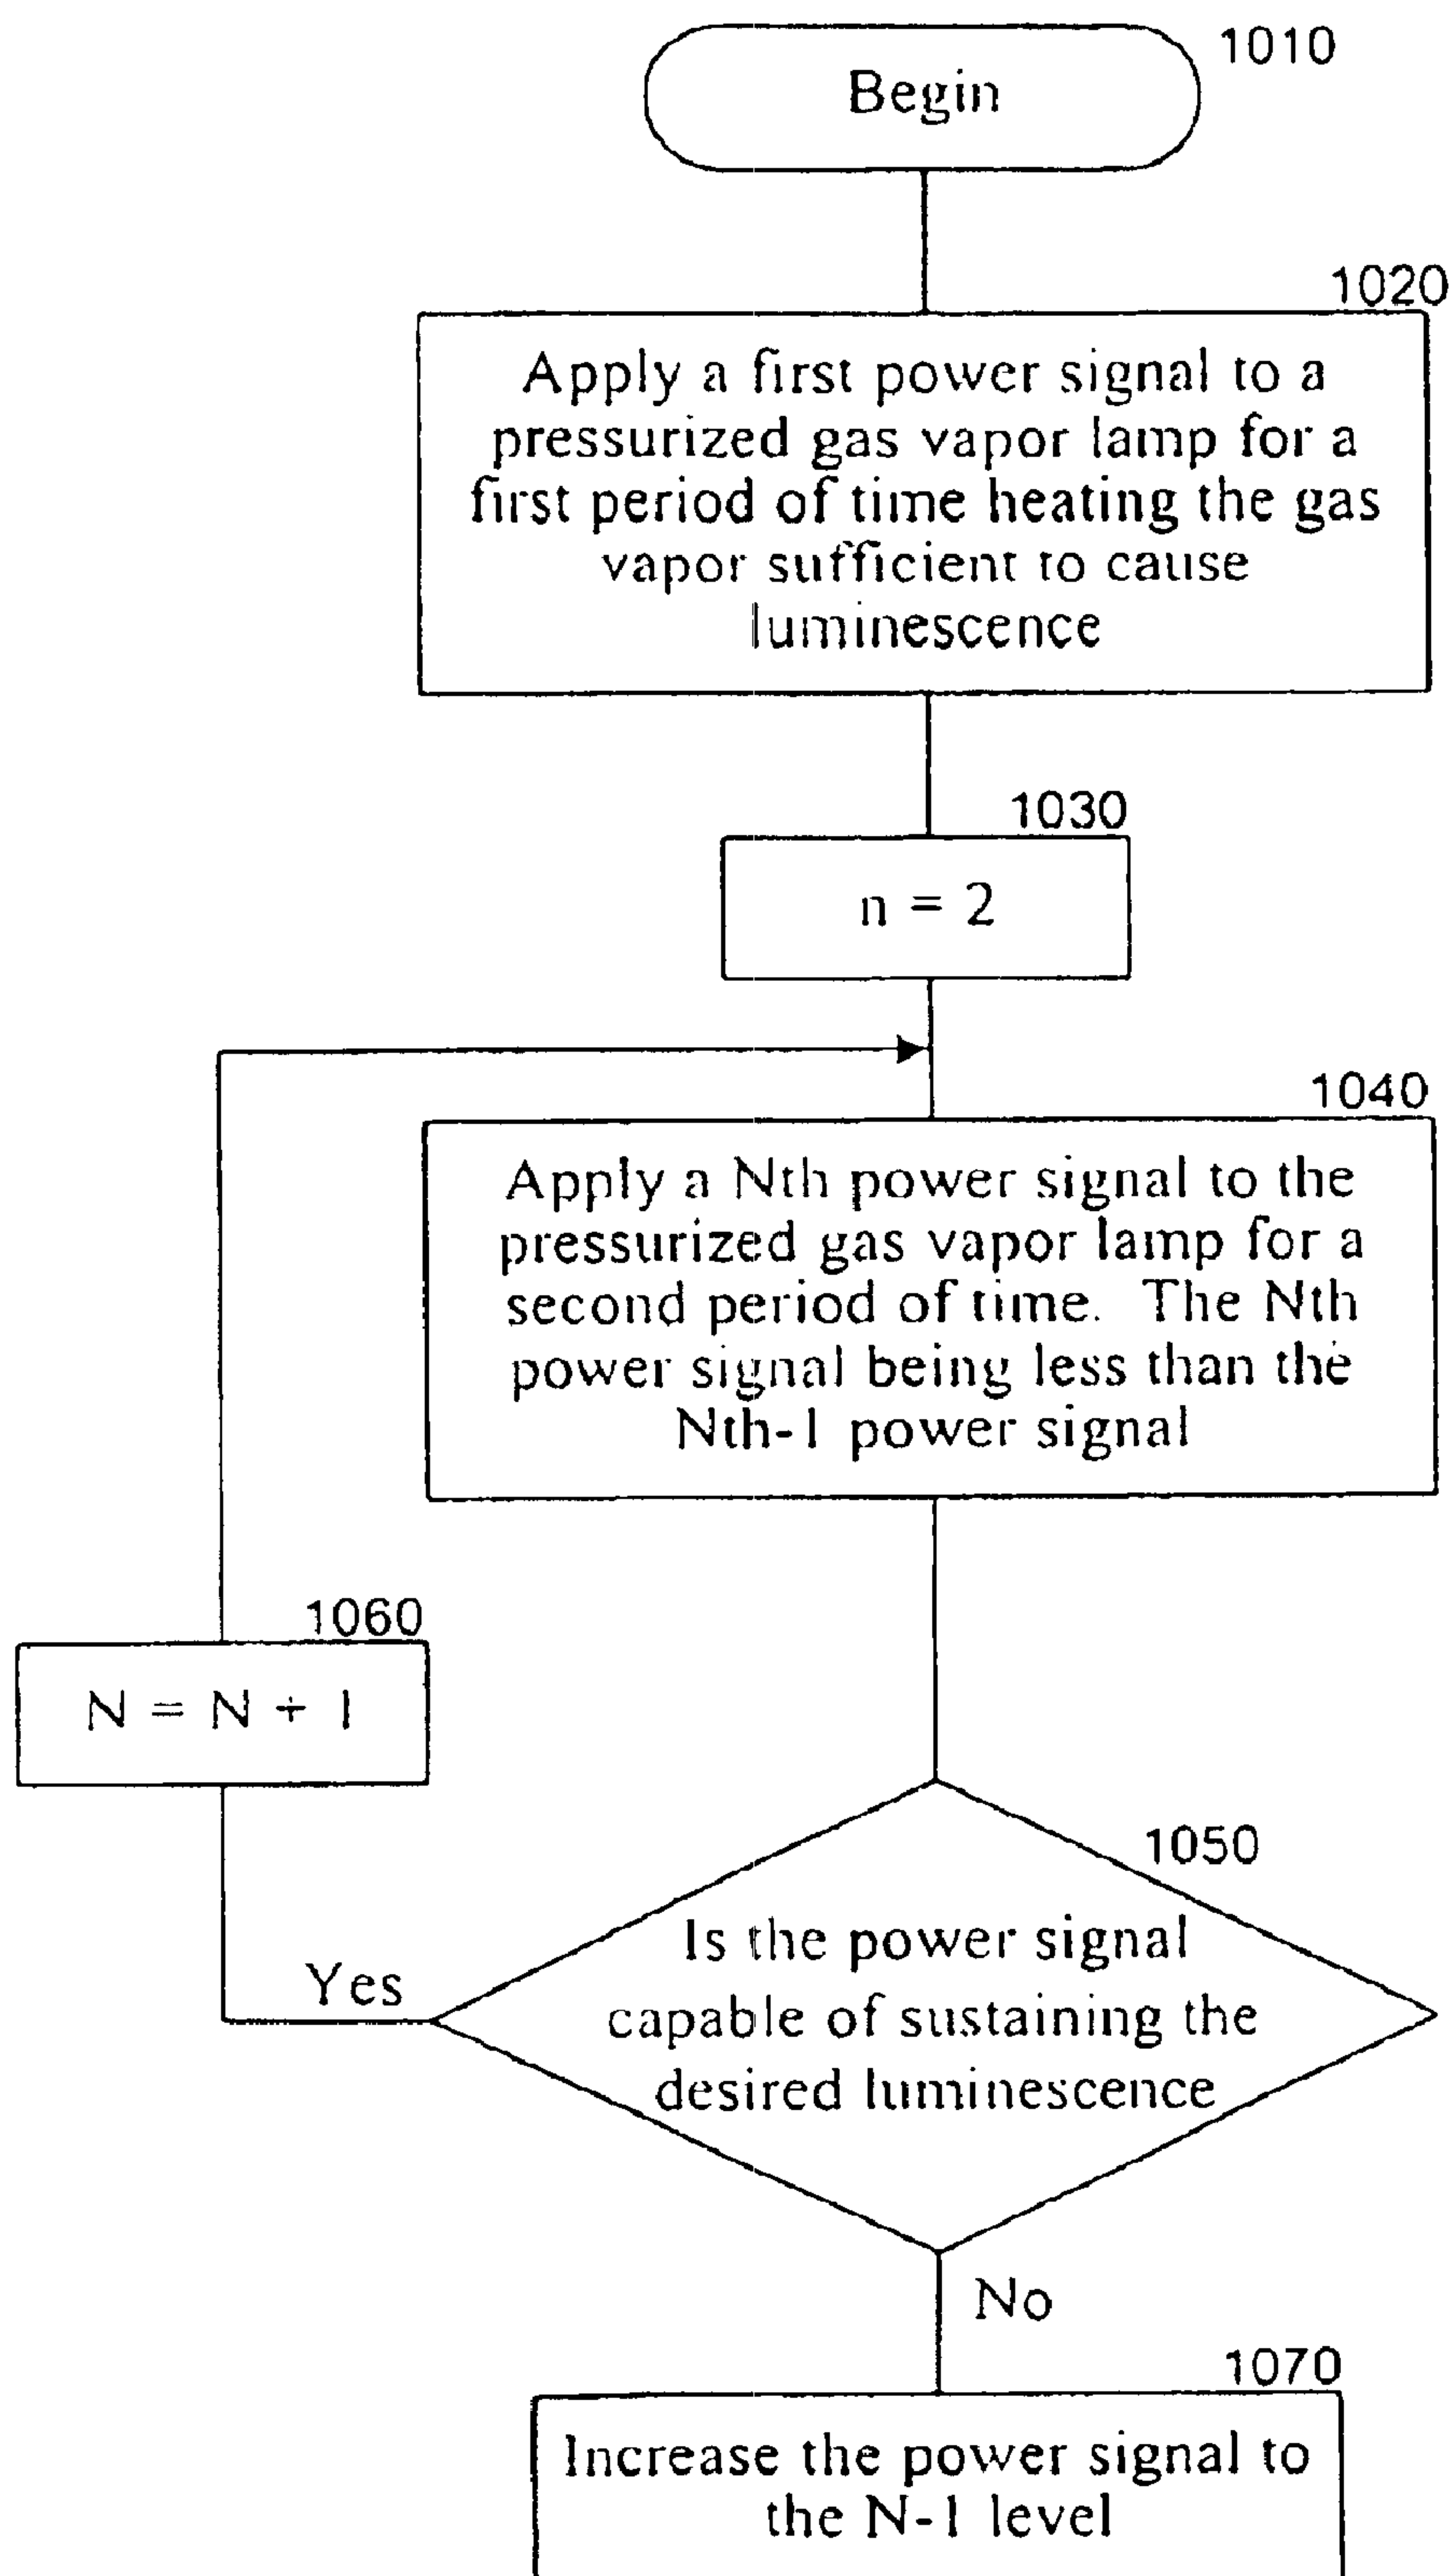 1010
Begin
1020
Apply a first power signal to a
pressurized gas vapor lamp for a
first period of time heating the gas
vapor sufficient to cause
luminescence
1030
n = 2
1040
Apply a Nth power signal to the
pressurized gas vapor lamp for a
second period of time. The Nth
power signal being less than the
Nth-1 power signal
1060
N = N + 1
1050
Is the power signal
capable of sustaining the
desired luminescence
Yes
No
1070
Increase the power signal to
the N-1 level